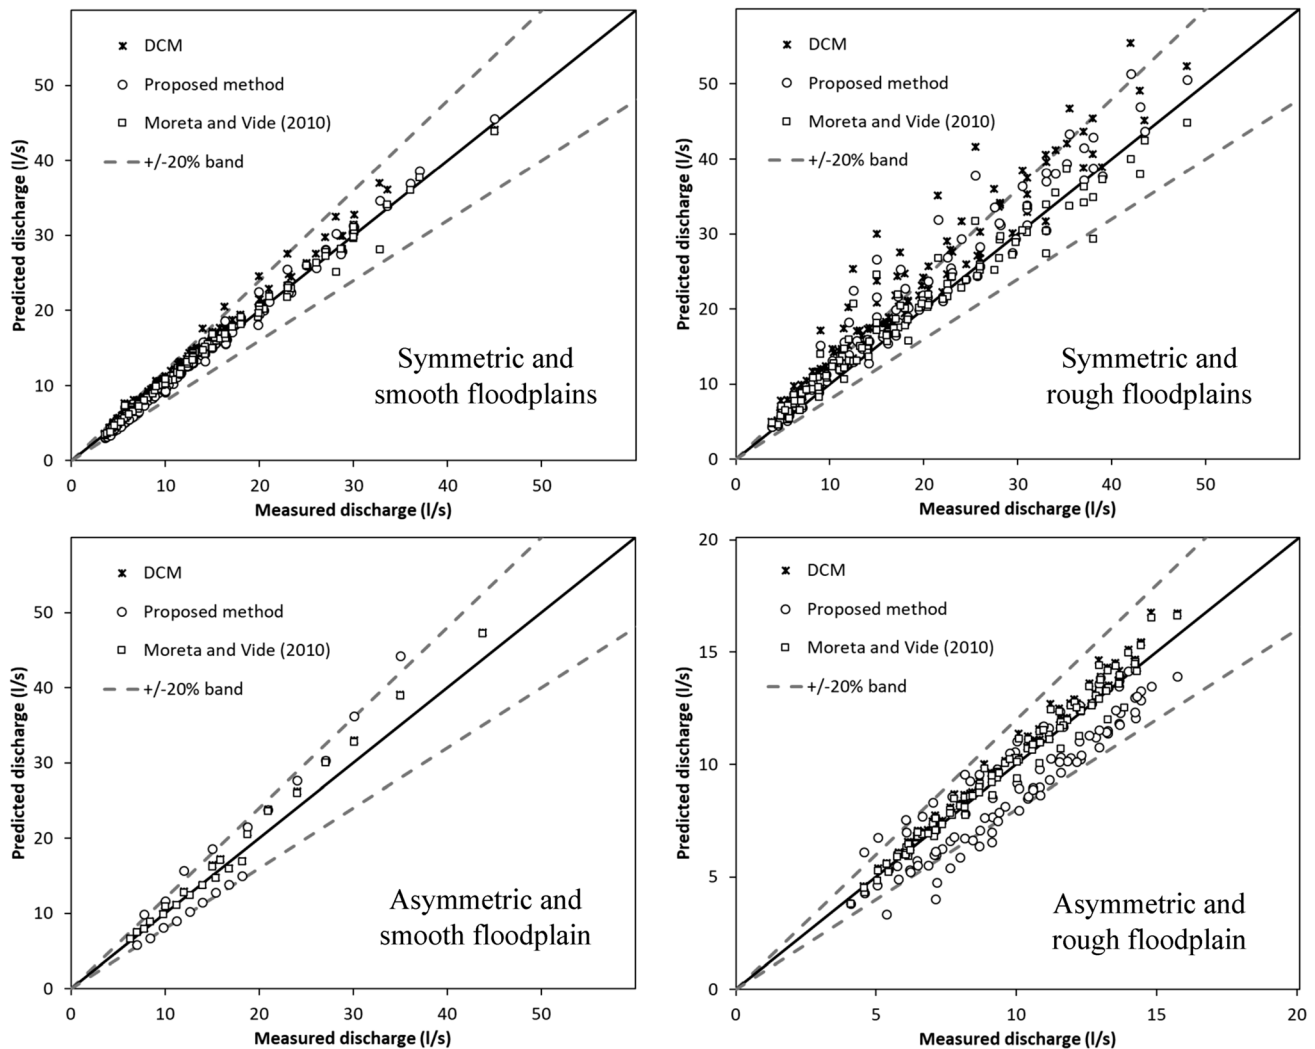 DCM
Proposed method
Moreta and Vide (2010)
+/-20% band
Symmetric and
smooth floodplains
Predicted discharge (l/s)
50
40
30
20
10
0
0 10 20 30 40 50
Measured discharge (l/s)
DCM
Proposed method
Moreta and Vide (2010)
+/-20% band
Symmetric and
rough floodplains
Predicted discharge (l/s)
50
40
30
20
10
0
0 10 20 30 40 50
Measured discharge (l/s)
DCM
Proposed method
Moreta and Vide (2010)
+/-20% band
Asymmetric and
smooth floodplain
Predicted discharge (l/s)
50
40
30
20
10
0
0 10 20 30 40 50
Measured discharge (l/s)
DCM
Proposed method
Moreta and Vide (2010)
+/-20% band
Asymmetric and
rough floodplain
Predicted discharge (l/s)
20
15
10
5
0
0 5 10 15 20
Measured discharge (l/s)